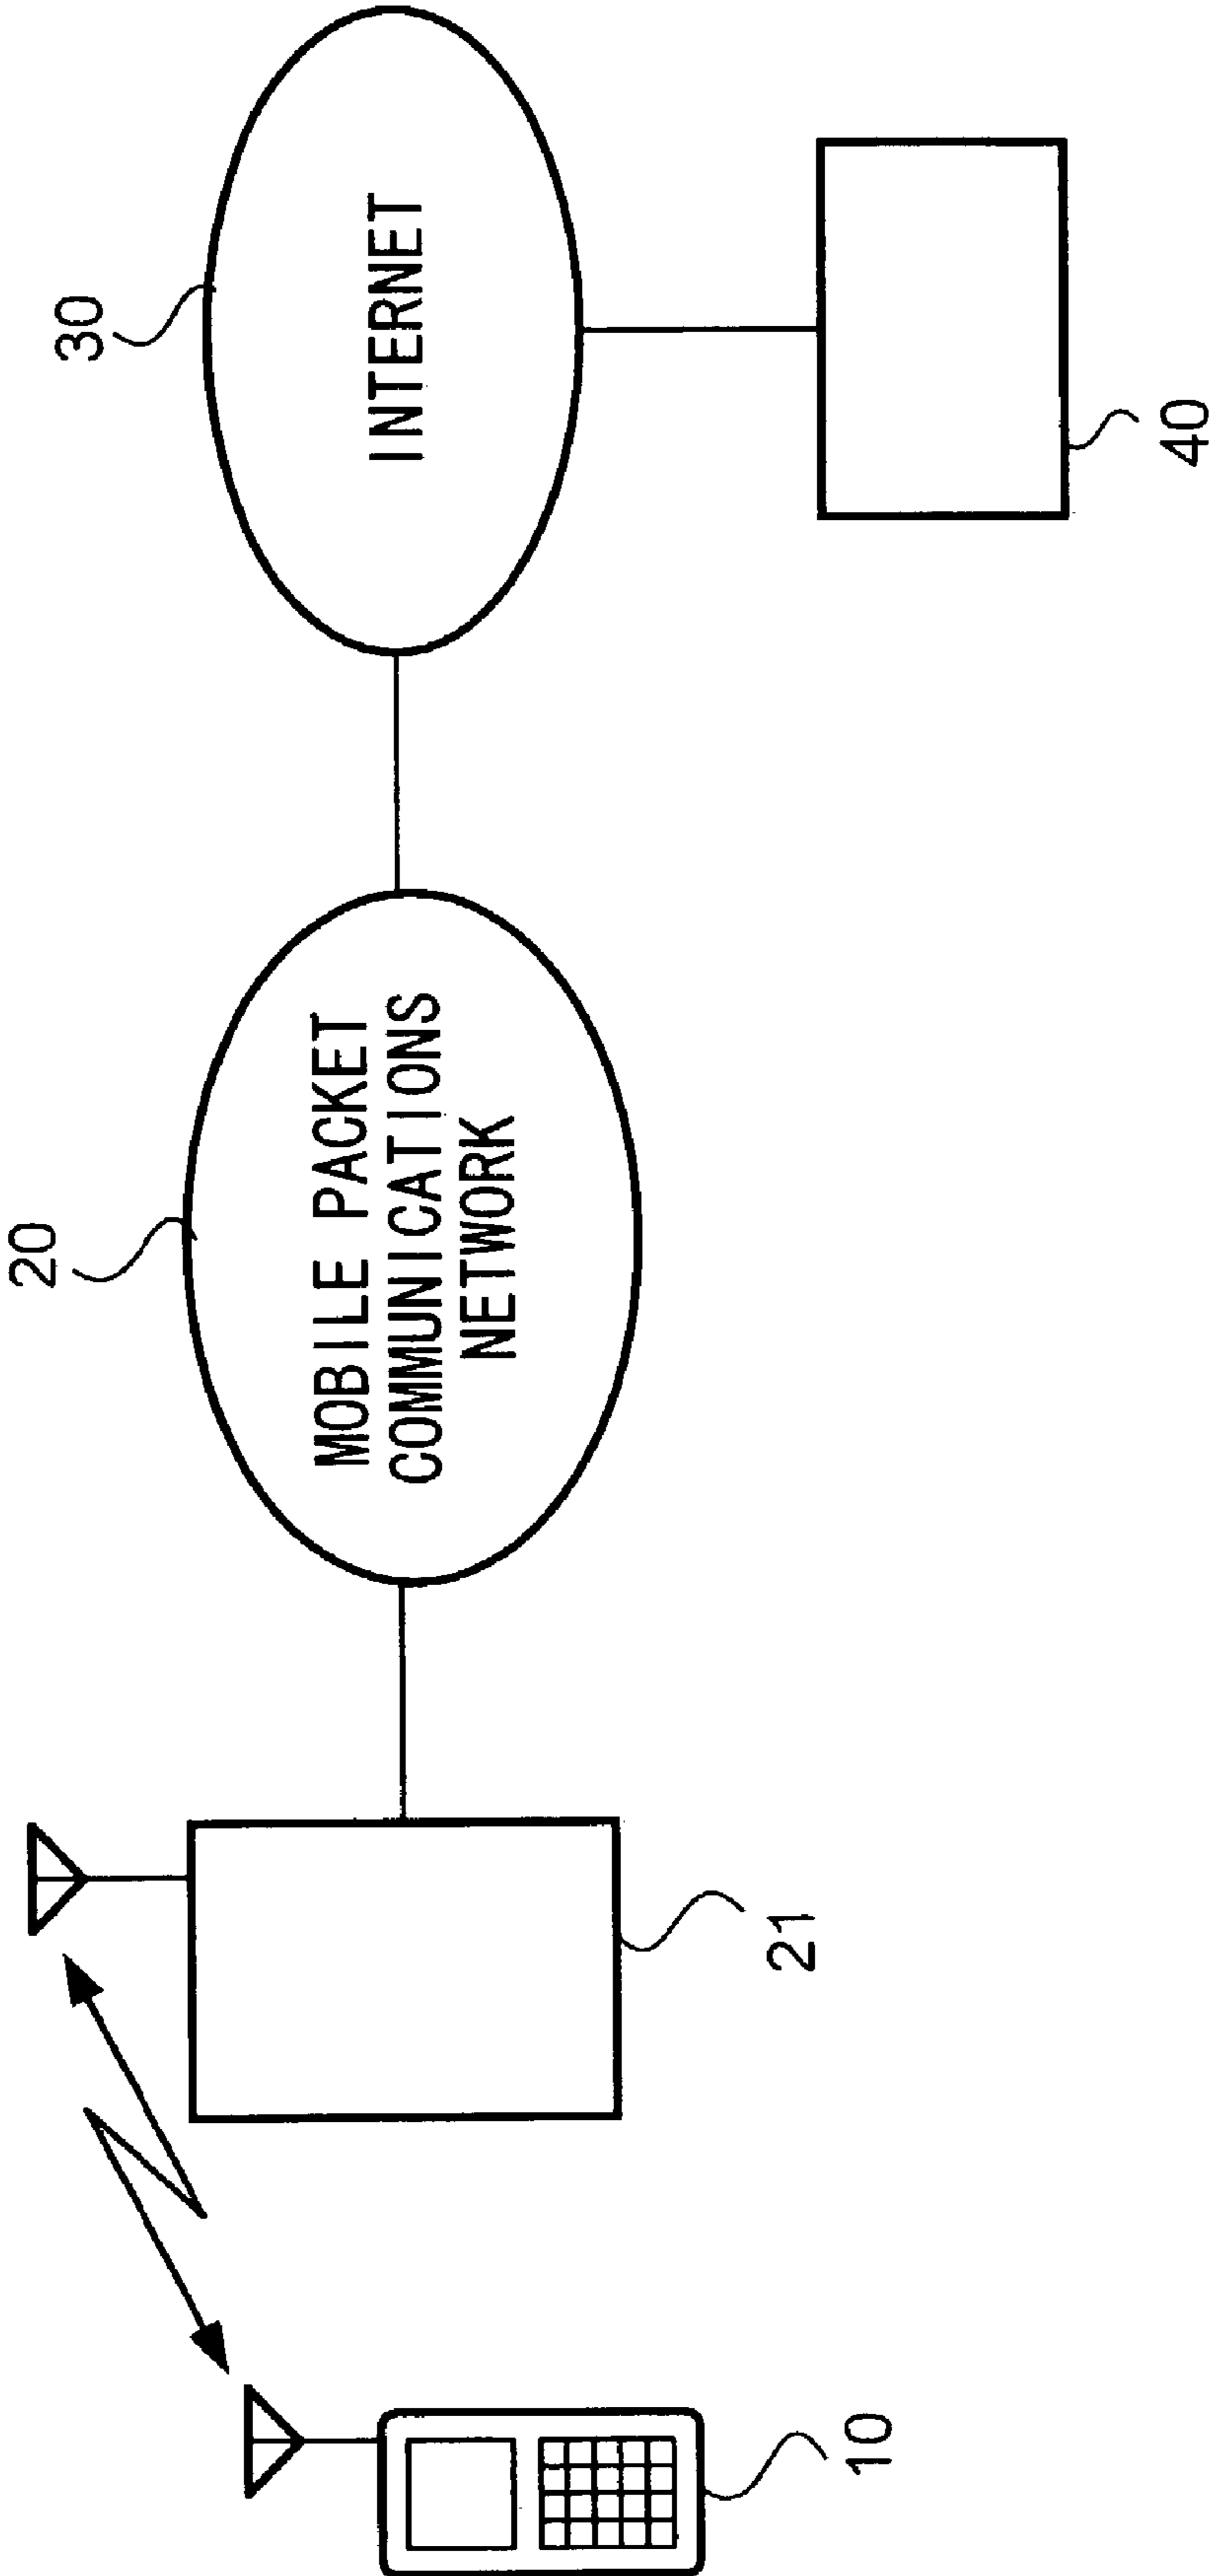 20
30
MOBILE PACKET
COMMUNICATIONS
NETWORK
INTERNET
10
21
40